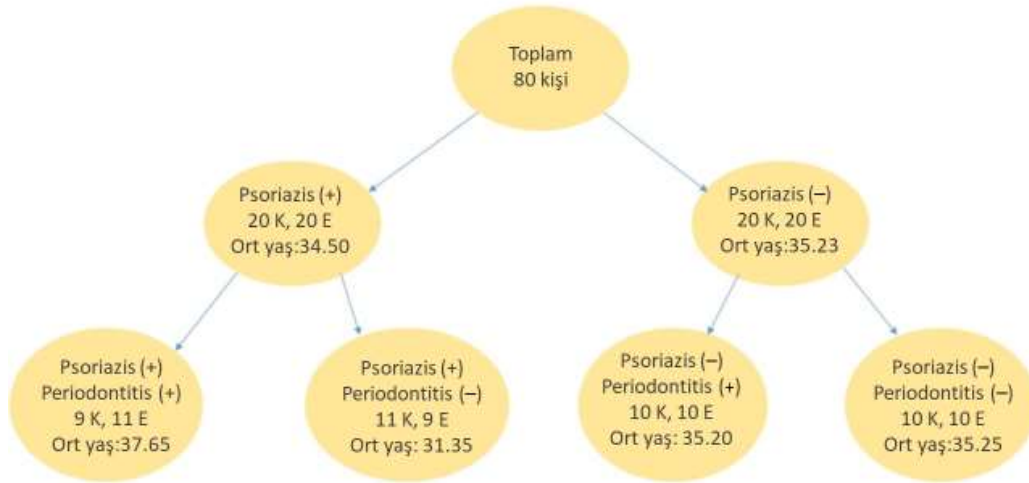 Toplam
80 kişi
Psoriazis (+)
20 K, 20 E
Ort yaş:34.50
Psoriazis (–)
20 K, 20 E
Ort yaş:35.23
Psoriazis (+)
Periodontitis (+)
9 K, 11 E
Ort yaş:37.65
Psoriazis (+)
Periodontitis (–)
11 K, 9 E
Ort yaş:31.35
Psoriazis (–)
Periodontitis (+)
10 K, 10 E
Ort yaş: 35.20
Psoriazis (–)
Periodontitis (–)
10 K, 10 E
Ort yaş:35.25